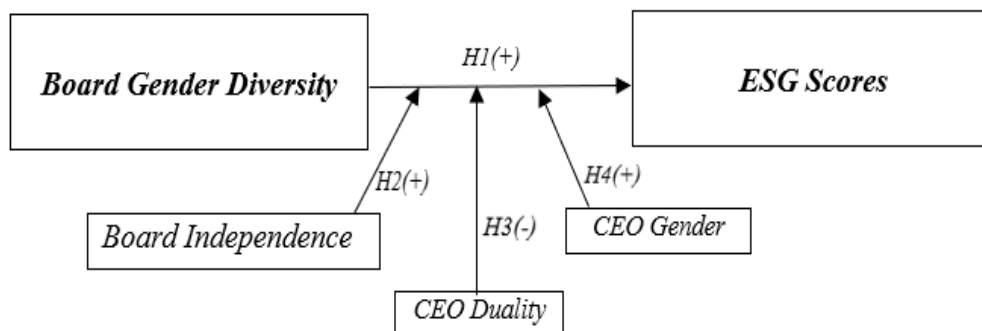 H1(+)
Board Gender Diversity
ESG Scores
H2(+)
H4(+)
H3(-)
Board Independence
CEO Gender
CEO Duality